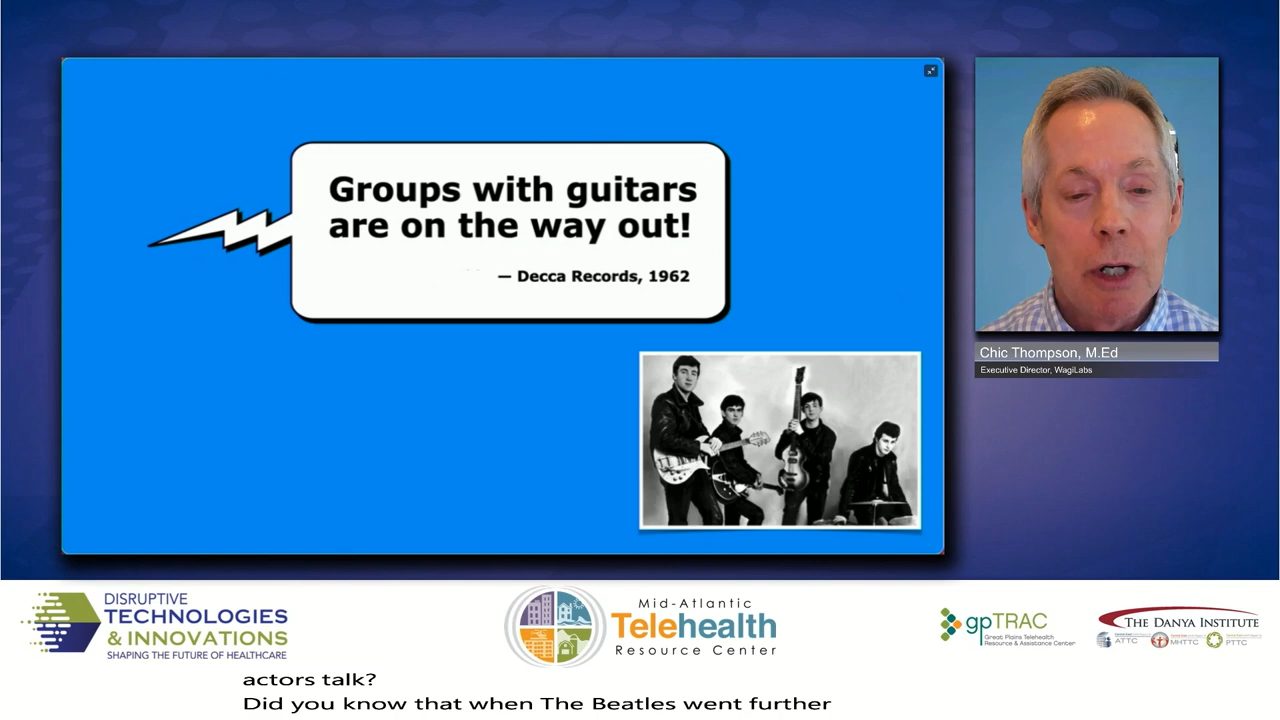 Groups with guitars
are on the way out!
— Decca Records, 1962
Chic Thompson, M.Ed
Executive Director, WagiLabs
DISRUPTIVE
TECHNOLOGIES
& INNOVATIONS
SHAPING THE FUTURE OF HEALTHCARE
Mid-Atlantic
Telehealth
Resource Center
gpTRAC
Great Plains Telehealth
Resource & Assistance Center
THE DANYA INSTITUTE
ATTC
MHTTC
PTTC
actors talk?
Did you know that when The Beatles went further